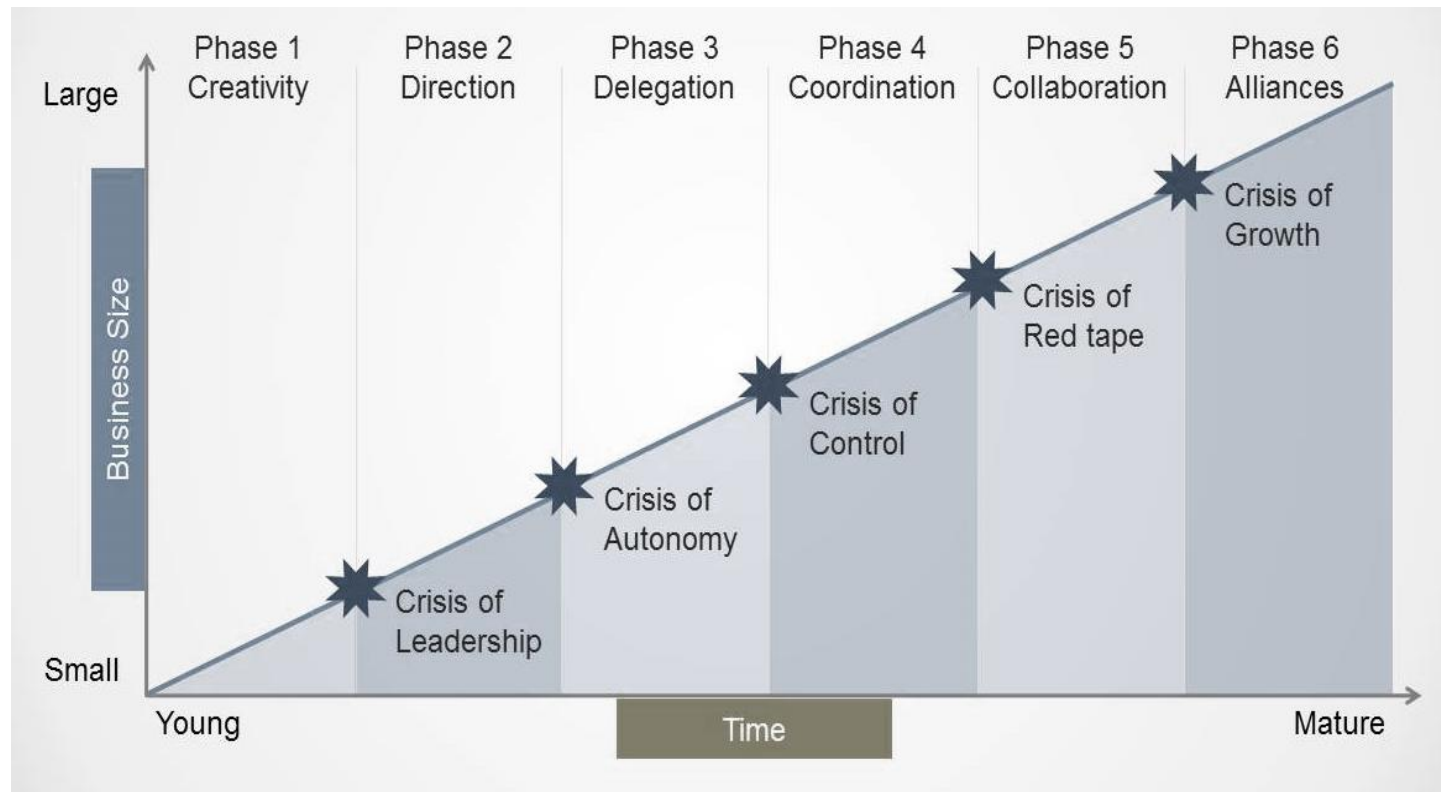 Phase 1
Creativity
Phase 2
Direction
Phase 3
Delegation
Phase 4
Coordination
Phase 5
Collaboration
Phase 6
Alliances
Large
Business Size
Small
Crisis of
Leadership
Crisis of
Autonomy
Crisis of
Control
Crisis of
Red tape
Crisis of
Growth
Young
Time
Mature